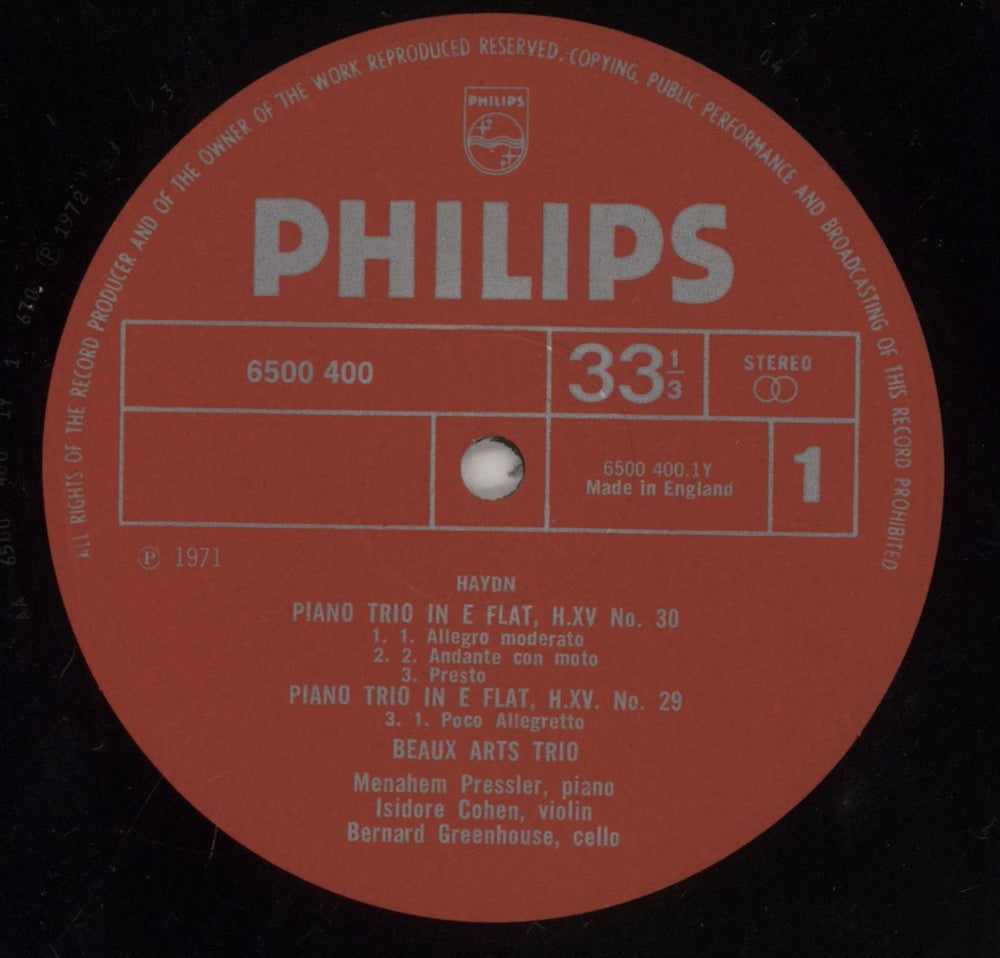 ALL RIGHTS OF THE RECORD PRODUCER AND OF THE OWNER OF THE WORK REPRODUCED RESERVED. COPYING, PUBLIC PERFORMANCE AND BROADCASTING OF THIS RECORD PROHIBITED
PHILIPS
PHILIPS
6500 400
33 1/3
STEREO
6500 400.1Y
Made in England
1
Ⓟ 1971
HAYDN
PIANO TRIO IN E FLAT, H.XV No. 30
1. 1. Allegro moderato
2. 2. Andante con moto
3. Presto
PIANO TRIO IN E FLAT, H.XV. No. 29
3. 1. Poco Allegretto
BEAUX ARTS TRIO
Menahem Pressler, piano
Isidore Cohen, violin
Bernard Greenhouse, cello
Ⓟ 1972
04